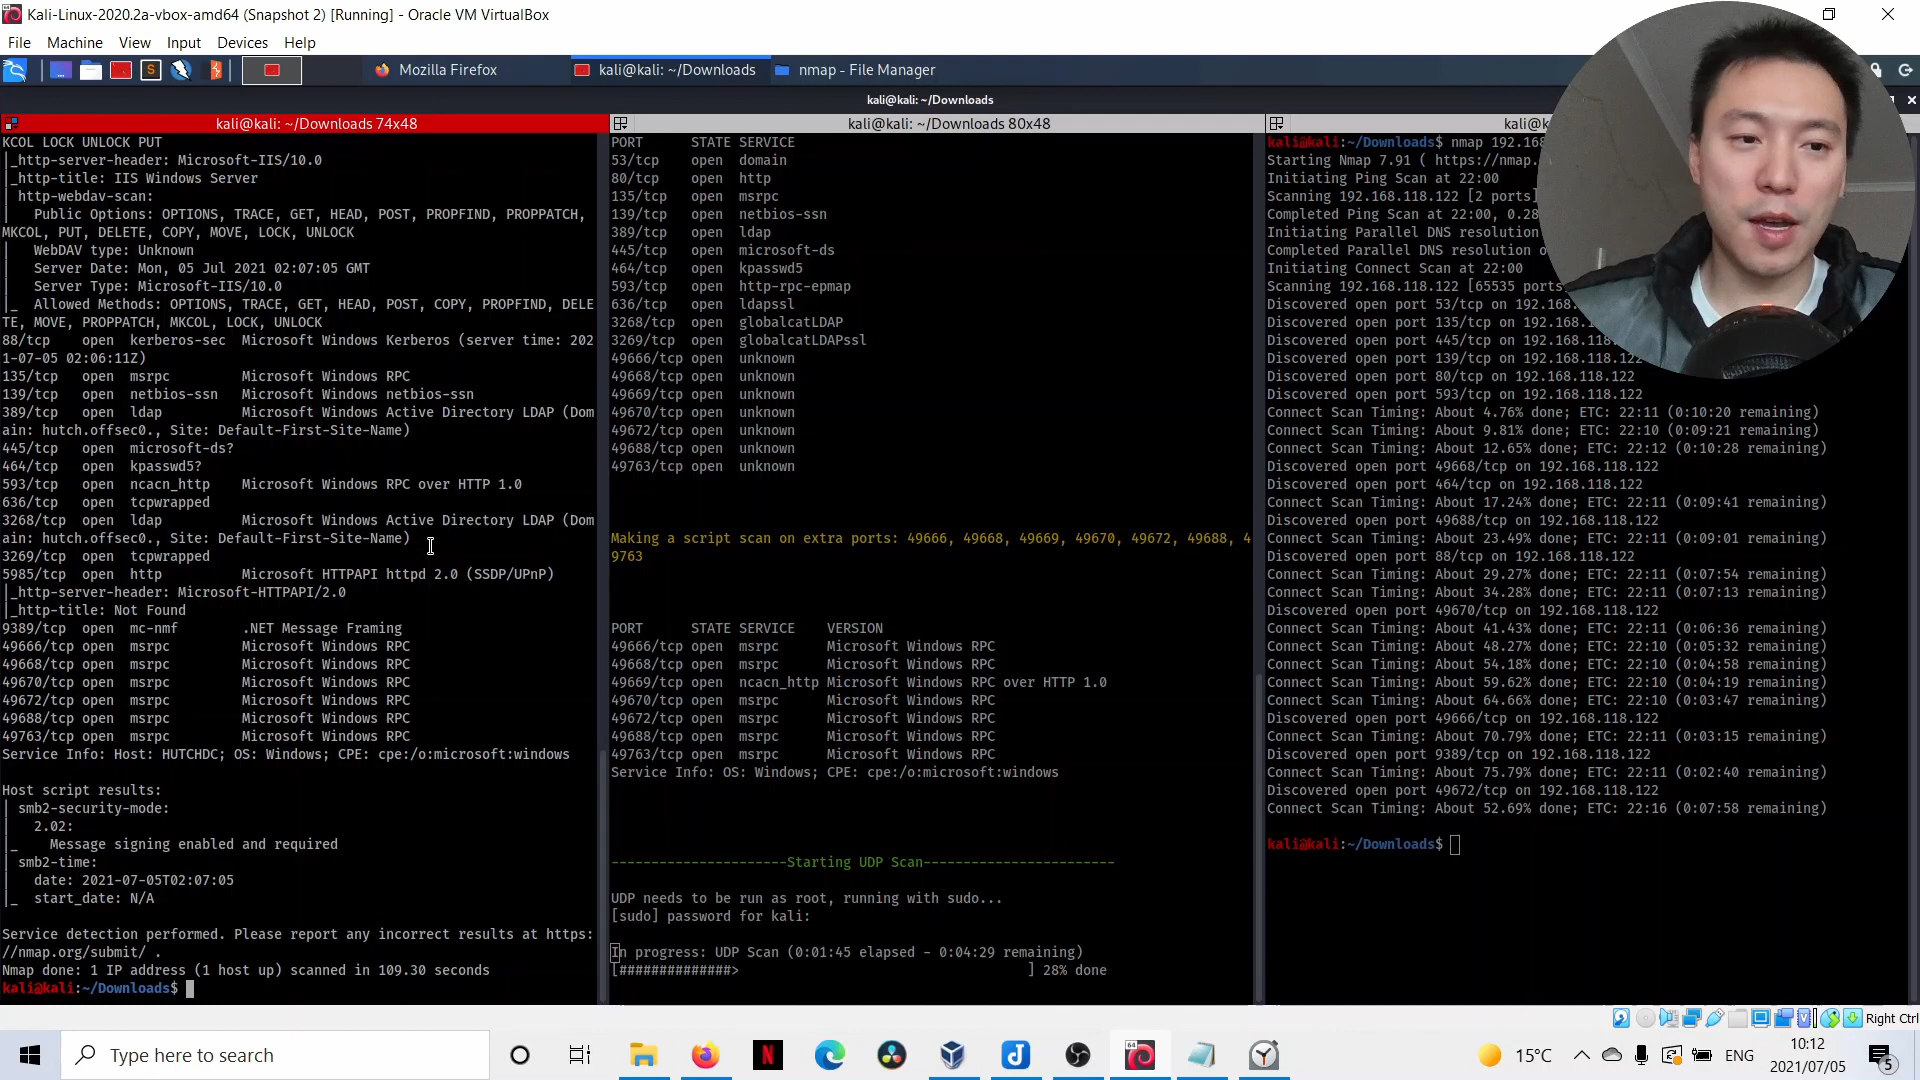 Kali-Linux-2020.2a-vbox-amd64 (Snapshot 2) [Running] - Oracle VM VirtualBox
File Machine View Input Devices Help
Mozilla Firefox
kali@kali: ~/Downloads
nmap - File Manager
kali@kali: ~/Downloads
kali@kali: ~/Downloads 74x48
KCOL LOCK UNLOCK PUT
|_http-server-header: Microsoft-IIS/10.0
|_http-title: IIS Windows Server
| http-webdav-scan:
|   Public Options: OPTIONS, TRACE, GET, HEAD, POST, PROPFIND, PROPPATCH,
MKCOL, PUT, DELETE, COPY, MOVE, LOCK, UNLOCK
|   WebDAV type: Unknown
|   Server Date: Mon, 05 Jul 2021 02:07:05 GMT
|   Server Type: Microsoft-IIS/10.0
|_  Allowed Methods: OPTIONS, TRACE, GET, HEAD, POST, COPY, PROPFIND, DELE
TE, MOVE, PROPPATCH, MKCOL, LOCK, UNLOCK
88/tcp    open  kerberos-sec  Microsoft Windows Kerberos (server time: 202
1-07-05 02:06:11Z)
135/tcp   open  msrpc         Microsoft Windows RPC
139/tcp   open  netbios-ssn   Microsoft Windows netbios-ssn
389/tcp   open  ldap          Microsoft Windows Active Directory LDAP (Dom
ain: hutch.offsec0., Site: Default-First-Site-Name)
445/tcp   open  microsoft-ds?
464/tcp   open  kpasswd5?
593/tcp   open  ncacn_http    Microsoft Windows RPC over HTTP 1.0
636/tcp   open  tcpwrapped
3268/tcp  open  ldap          Microsoft Windows Active Directory LDAP (Dom
ain: hutch.offsec0., Site: Default-First-Site-Name)
3269/tcp  open  tcpwrapped
5985/tcp  open  http          Microsoft HTTPAPI httpd 2.0 (SSDP/UPnP)
|_http-server-header: Microsoft-HTTPAPI/2.0
|_http-title: Not Found
9389/tcp  open  mc-nmf        .NET Message Framing
49666/tcp open  msrpc         Microsoft Windows RPC
49668/tcp open  msrpc         Microsoft Windows RPC
49670/tcp open  msrpc         Microsoft Windows RPC
49672/tcp open  msrpc         Microsoft Windows RPC
49688/tcp open  msrpc         Microsoft Windows RPC
49763/tcp open  msrpc         Microsoft Windows RPC
Service Info: Host: HUTCHDC; OS: Windows; CPE: cpe:/o:microsoft:windows
Host script results:
| smb2-security-mode:
|   2.02:
|_    Message signing enabled and required
| smb2-time:
|   date: 2021-07-05T02:07:05
|_  start_date: N/A
Service detection performed. Please report any incorrect results at https:
//nmap.org/submit/ .
Nmap done: 1 IP address (1 host up) scanned in 109.30 seconds
kali@kali:~/Downloads$
kali@kali: ~/Downloads 80x48
PORT      STATE SERVICE
53/tcp    open  domain
80/tcp    open  http
135/tcp   open  msrpc
139/tcp   open  netbios-ssn
389/tcp   open  ldap
445/tcp   open  microsoft-ds
464/tcp   open  kpasswd5
593/tcp   open  http-rpc-epmap
636/tcp   open  ldapssl
3268/tcp  open  globalcatLDAP
3269/tcp  open  globalcatLDAPssl
49666/tcp open  unknown
49668/tcp open  unknown
49669/tcp open  unknown
49670/tcp open  unknown
49672/tcp open  unknown
49688/tcp open  unknown
49763/tcp open  unknown
Making a script scan on extra ports: 49666, 49668, 49669, 49670, 49672, 49688, 4
9763
PORT      STATE SERVICE    VERSION
49666/tcp open  msrpc      Microsoft Windows RPC
49668/tcp open  msrpc      Microsoft Windows RPC
49669/tcp open  ncacn_http Microsoft Windows RPC over HTTP 1.0
49670/tcp open  msrpc      Microsoft Windows RPC
49672/tcp open  msrpc      Microsoft Windows RPC
49688/tcp open  msrpc      Microsoft Windows RPC
49763/tcp open  msrpc      Microsoft Windows RPC
Service Info: OS: Windows; CPE: cpe:/o:microsoft:windows
----------------------Starting UDP Scan------------------------
UDP needs to be run as root, running with sudo...
[sudo] password for kali:
In progress: UDP Scan (0:01:45 elapsed - 0:04:29 remaining)
[##############>                                    ] 28% done
kali@k
kali@kali:~/Downloads$ nmap 192.168
Starting Nmap 7.91 ( https://nmap.
Initiating Ping Scan at 22:00
Scanning 192.168.118.122 [2 ports]
Completed Ping Scan at 22:00, 0.28
Initiating Parallel DNS resolution
Completed Parallel DNS resolution o
Initiating Connect Scan at 22:00
Scanning 192.168.118.122 [65535 ports
Discovered open port 53/tcp on 192.168.
Discovered open port 135/tcp on 192.168.1
Discovered open port 445/tcp on 192.168.
Discovered open port 139/tcp on 192.168.118.
Discovered open port 80/tcp on 192.168.118.122
Discovered open port 593/tcp on 192.168.118.122
Connect Scan Timing: About 4.76% done; ETC: 22:11 (0:10:20 remaining)
Connect Scan Timing: About 9.81% done; ETC: 22:10 (0:09:21 remaining)
Connect Scan Timing: About 12.65% done; ETC: 22:12 (0:10:28 remaining)
Discovered open port 49668/tcp on 192.168.118.122
Discovered open port 464/tcp on 192.168.118.122
Connect Scan Timing: About 17.24% done; ETC: 22:11 (0:09:41 remaining)
Discovered open port 49688/tcp on 192.168.118.122
Connect Scan Timing: About 23.49% done; ETC: 22:11 (0:09:01 remaining)
Discovered open port 88/tcp on 192.168.118.122
Connect Scan Timing: About 29.27% done; ETC: 22:11 (0:07:54 remaining)
Connect Scan Timing: About 34.28% done; ETC: 22:11 (0:07:13 remaining)
Discovered open port 49670/tcp on 192.168.118.122
Connect Scan Timing: About 41.43% done; ETC: 22:11 (0:06:36 remaining)
Connect Scan Timing: About 48.27% done; ETC: 22:10 (0:05:32 remaining)
Connect Scan Timing: About 54.18% done; ETC: 22:10 (0:04:58 remaining)
Connect Scan Timing: About 59.62% done; ETC: 22:10 (0:04:19 remaining)
Connect Scan Timing: About 64.66% done; ETC: 22:10 (0:03:47 remaining)
Discovered open port 49666/tcp on 192.168.118.122
Connect Scan Timing: About 70.79% done; ETC: 22:11 (0:03:15 remaining)
Discovered open port 9389/tcp on 192.168.118.122
Connect Scan Timing: About 75.79% done; ETC: 22:11 (0:02:40 remaining)
Discovered open port 49672/tcp on 192.168.118.122
Connect Scan Timing: About 52.69% done; ETC: 22:16 (0:07:58 remaining)
kali@kali:~/Downloads$
Right Ctrl
Type here to search
15°C
ENG
10:12
2021/07/05
5